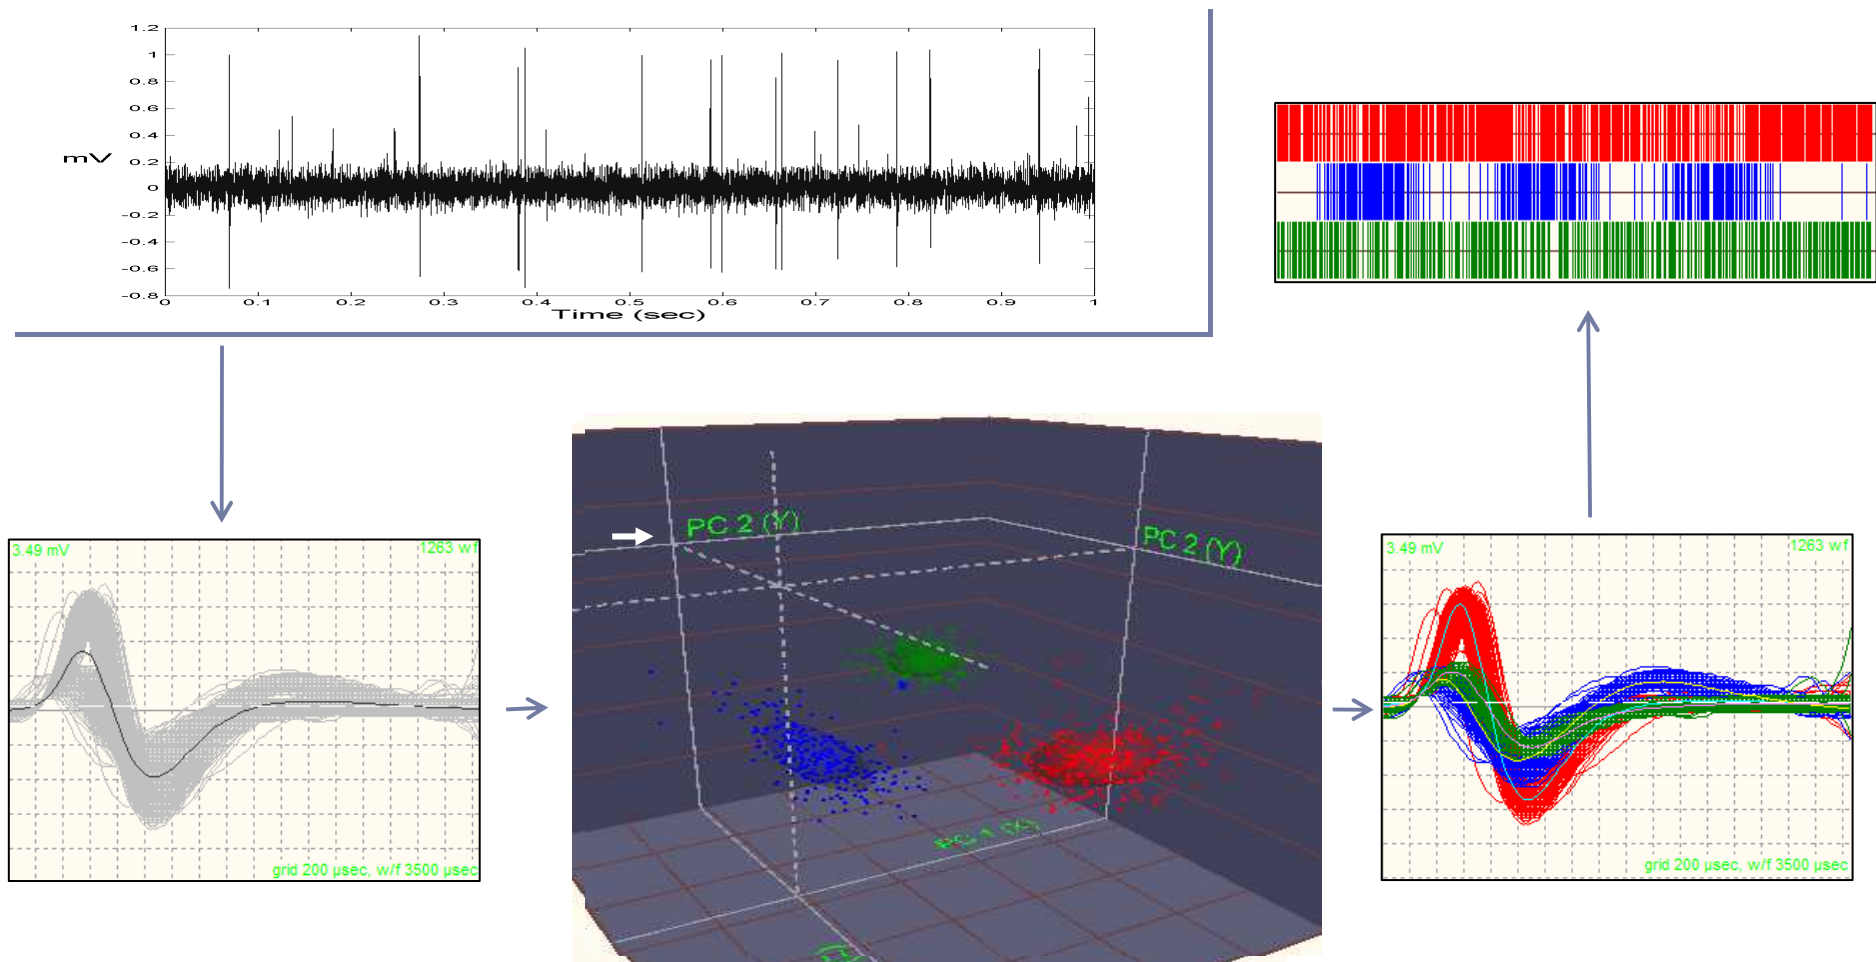 1.2
1
0.8
0.6
0.4
0.2
0
-0.2
-0.4
-0.6
-0.8
mV
0 0.1 0.2 0.3 0.4 0.5 0.6 0.7 0.8 0.9 1
Time (sec)
3.49 mV 1263 wf
grid 200 µsec, w/f 3500 µsec
PC 2 (Y)
PC 2 (Y)
PC 1 (X)
3.49 mV 1263 wf
grid 200 µsec, w/f 3500 µsec